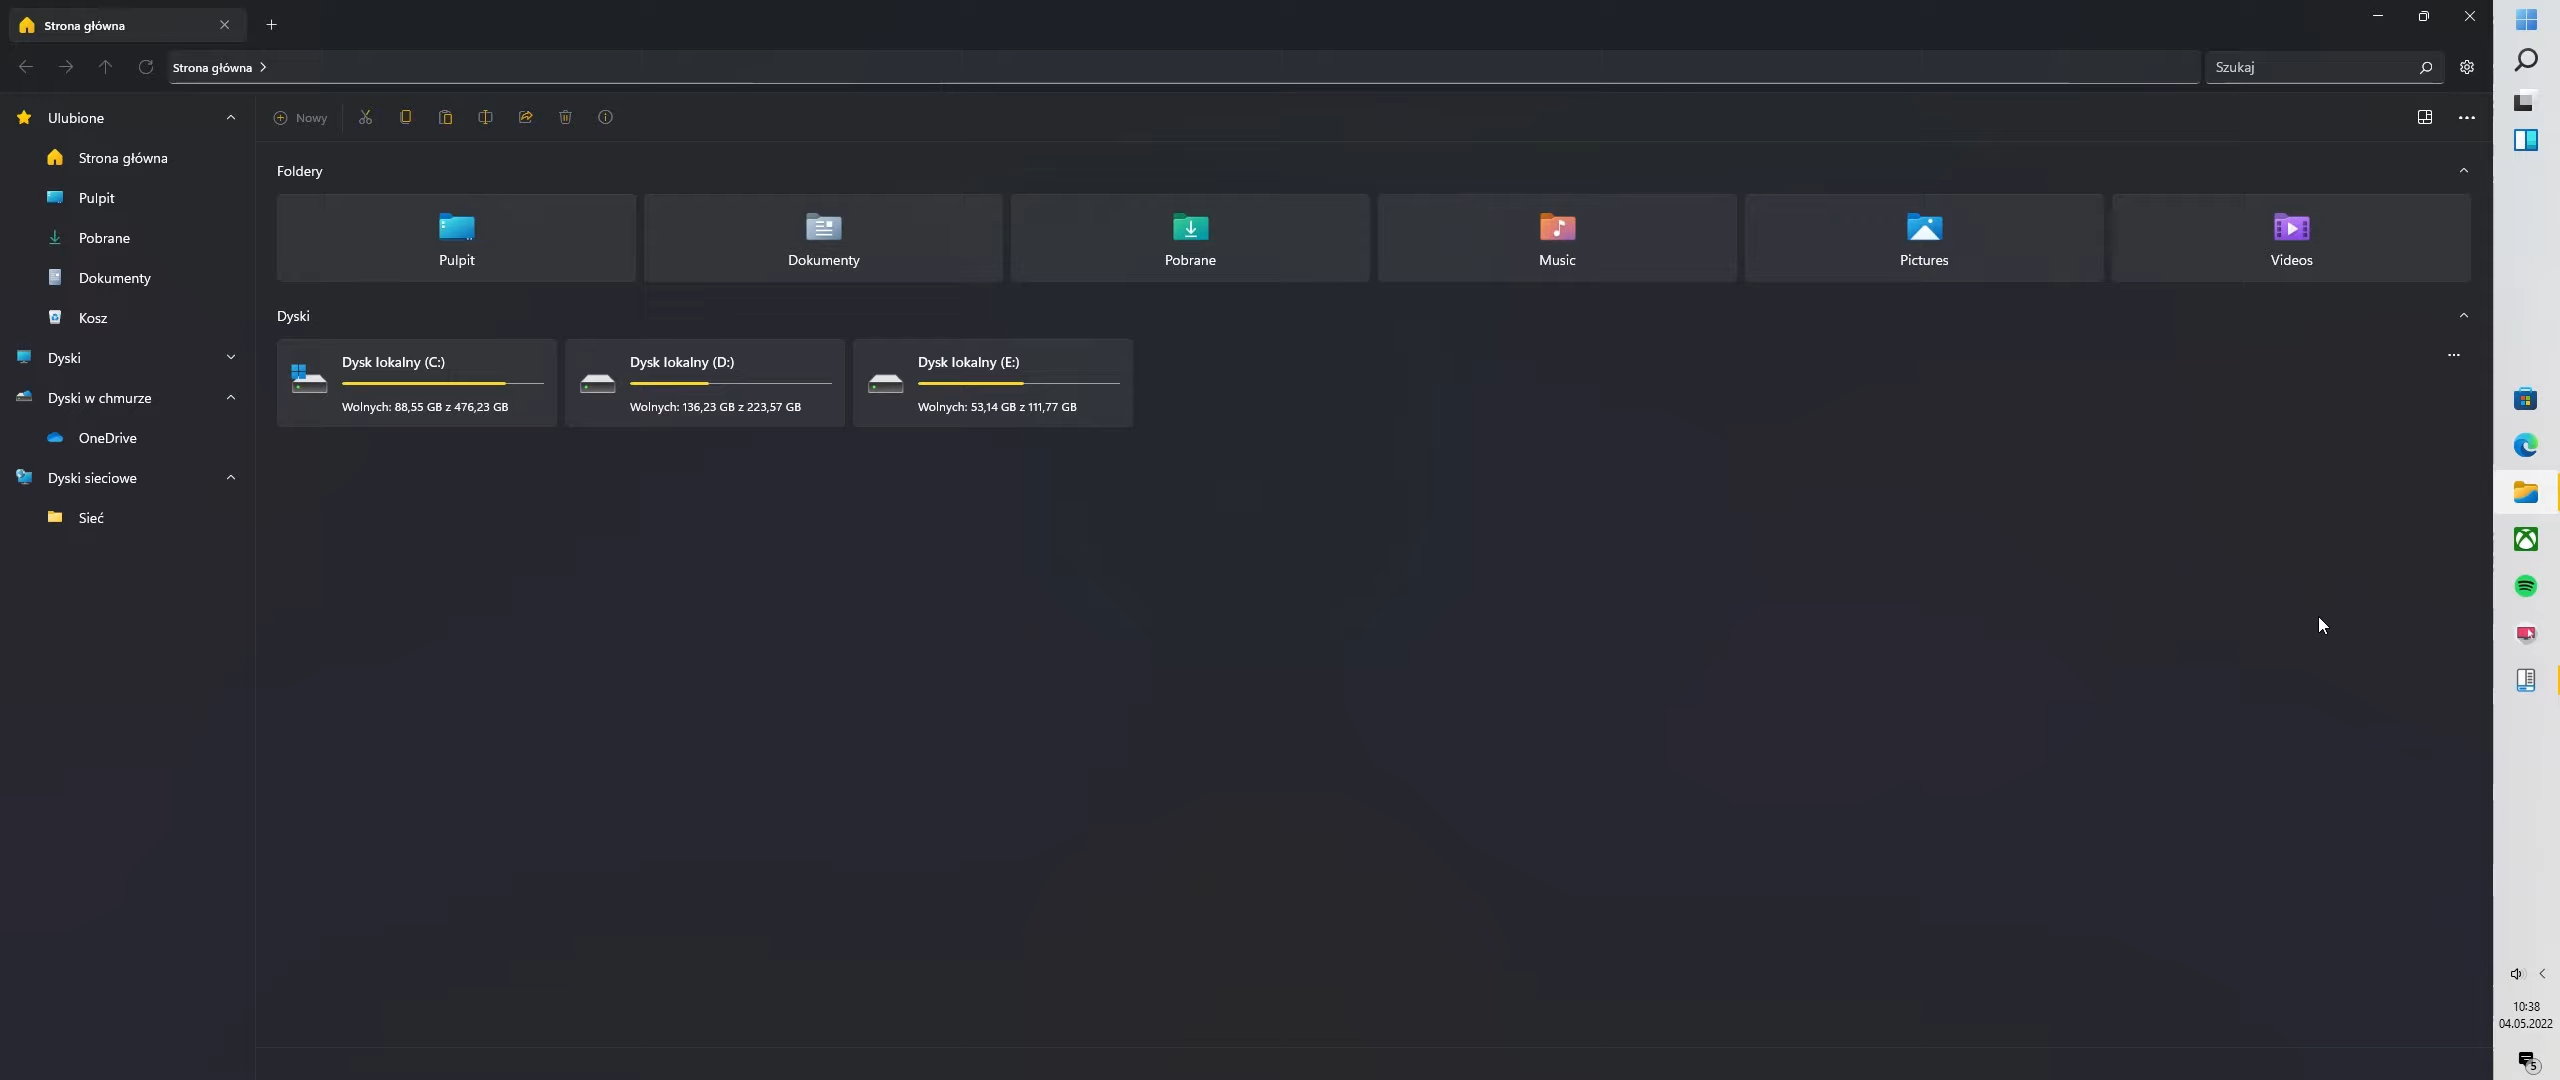 Strona główna
Strona główna
Szukaj
Ulubione
Nowy
Strona główna
Pulpit
Pobrane
Dokumenty
Kosz
Dyski
Dyski w chmurze
OneDrive
Dyski sieciowe
Sieć
Foldery
Pulpit
Dokumenty
Pobrane
Music
Pictures
Videos
Dyski
Dysk lokalny (C:)
Wolnych: 88,55 GB z 476,23 GB
Dysk lokalny (D:)
Wolnych: 136,23 GB z 223,57 GB
Dysk lokalny (E:)
Wolnych: 53,14 GB z 111,77 GB
10:38
04.05.2022
5